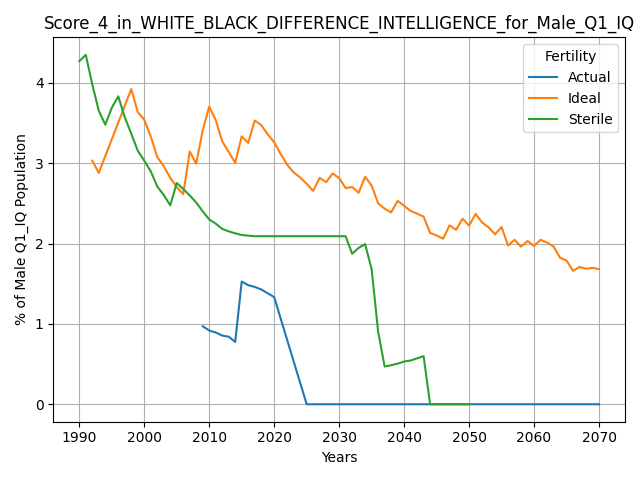 Score_4_in_WHITE_BLACK_DIFFERENCE_INTELLIGENCE_for_Male_Q1_IQ
Fertility
Actual
Ideal
Sterile
% of Male Q1_IQ Population
4
3
2
1
0
1990 2000 2010 2020 2030 2040 2050 2060 2070
Years